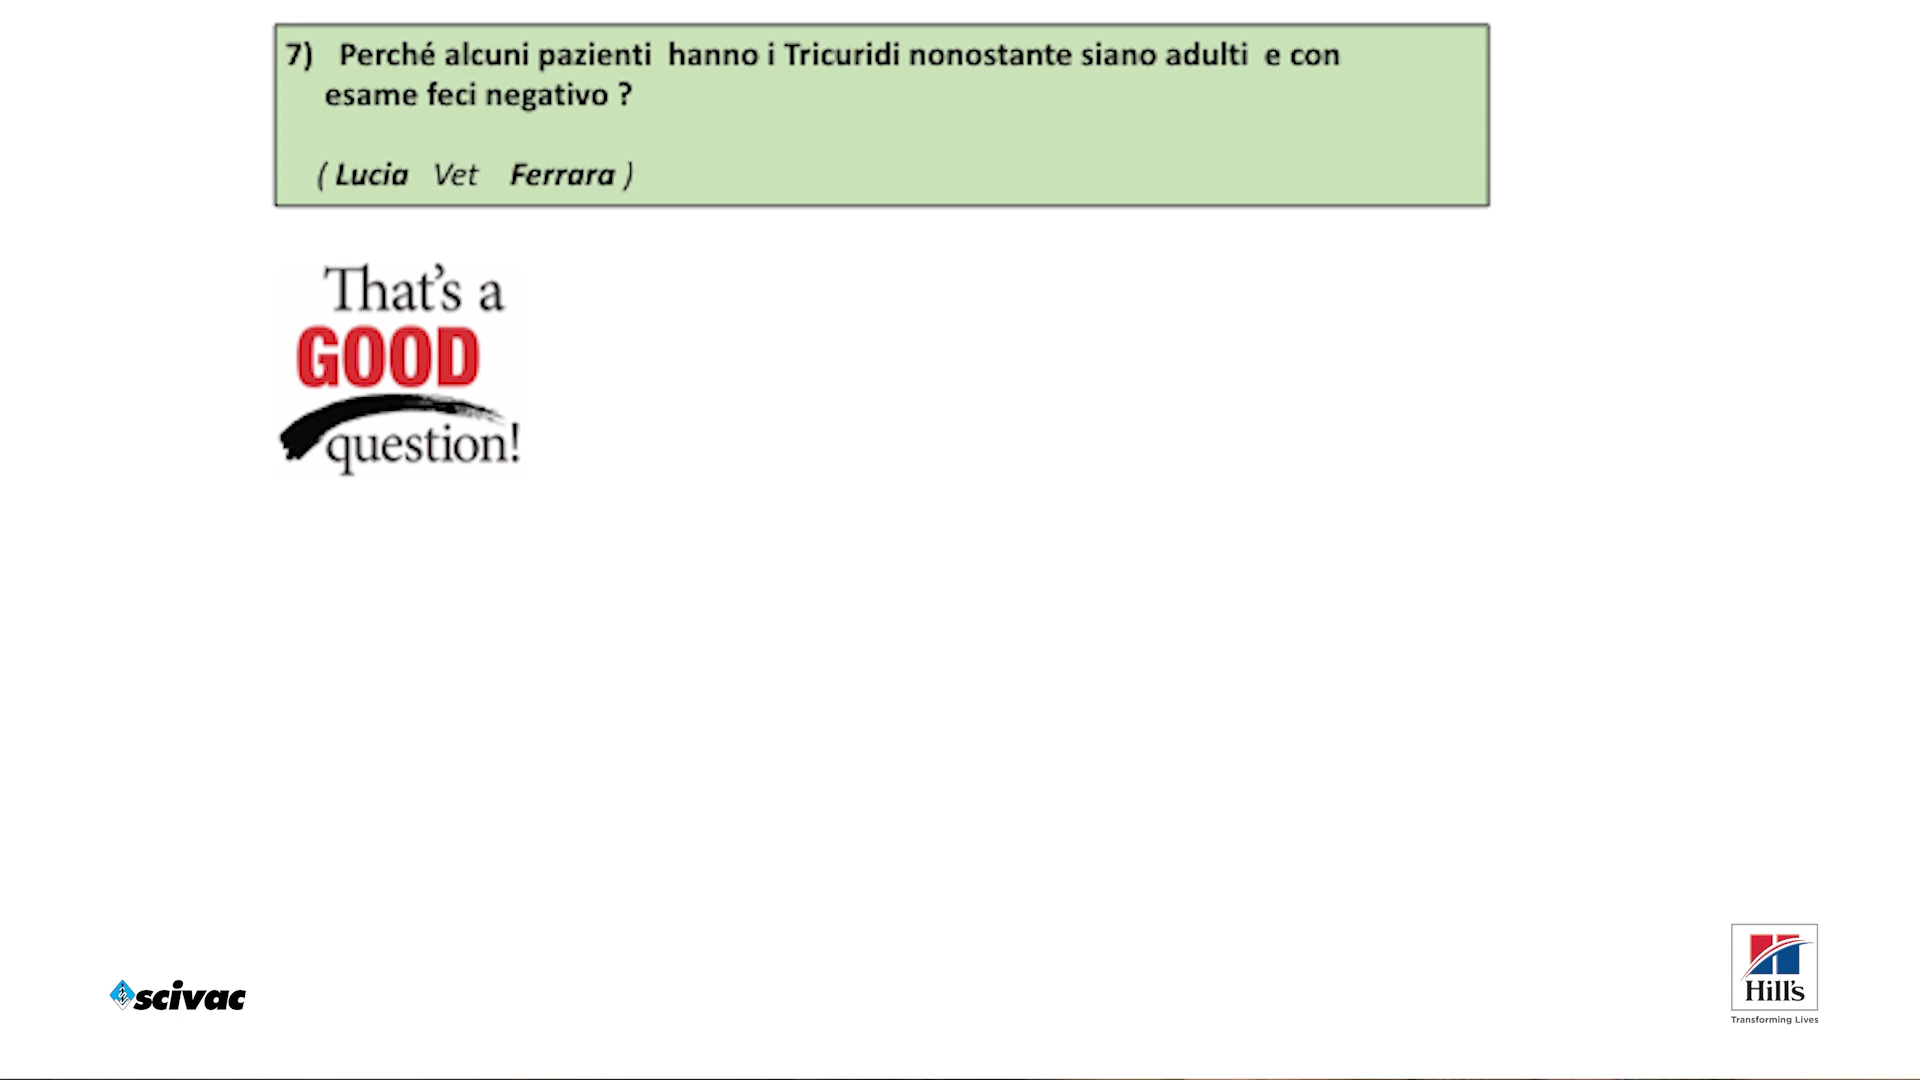 7) Perché alcuni pazienti hanno i Tricuridi nonostante siano adulti e con
esame feci negativo ?
( Lucia Vet Ferrara )
That's a
GOOD
question!
scivac
Hill's
Transforming Lives